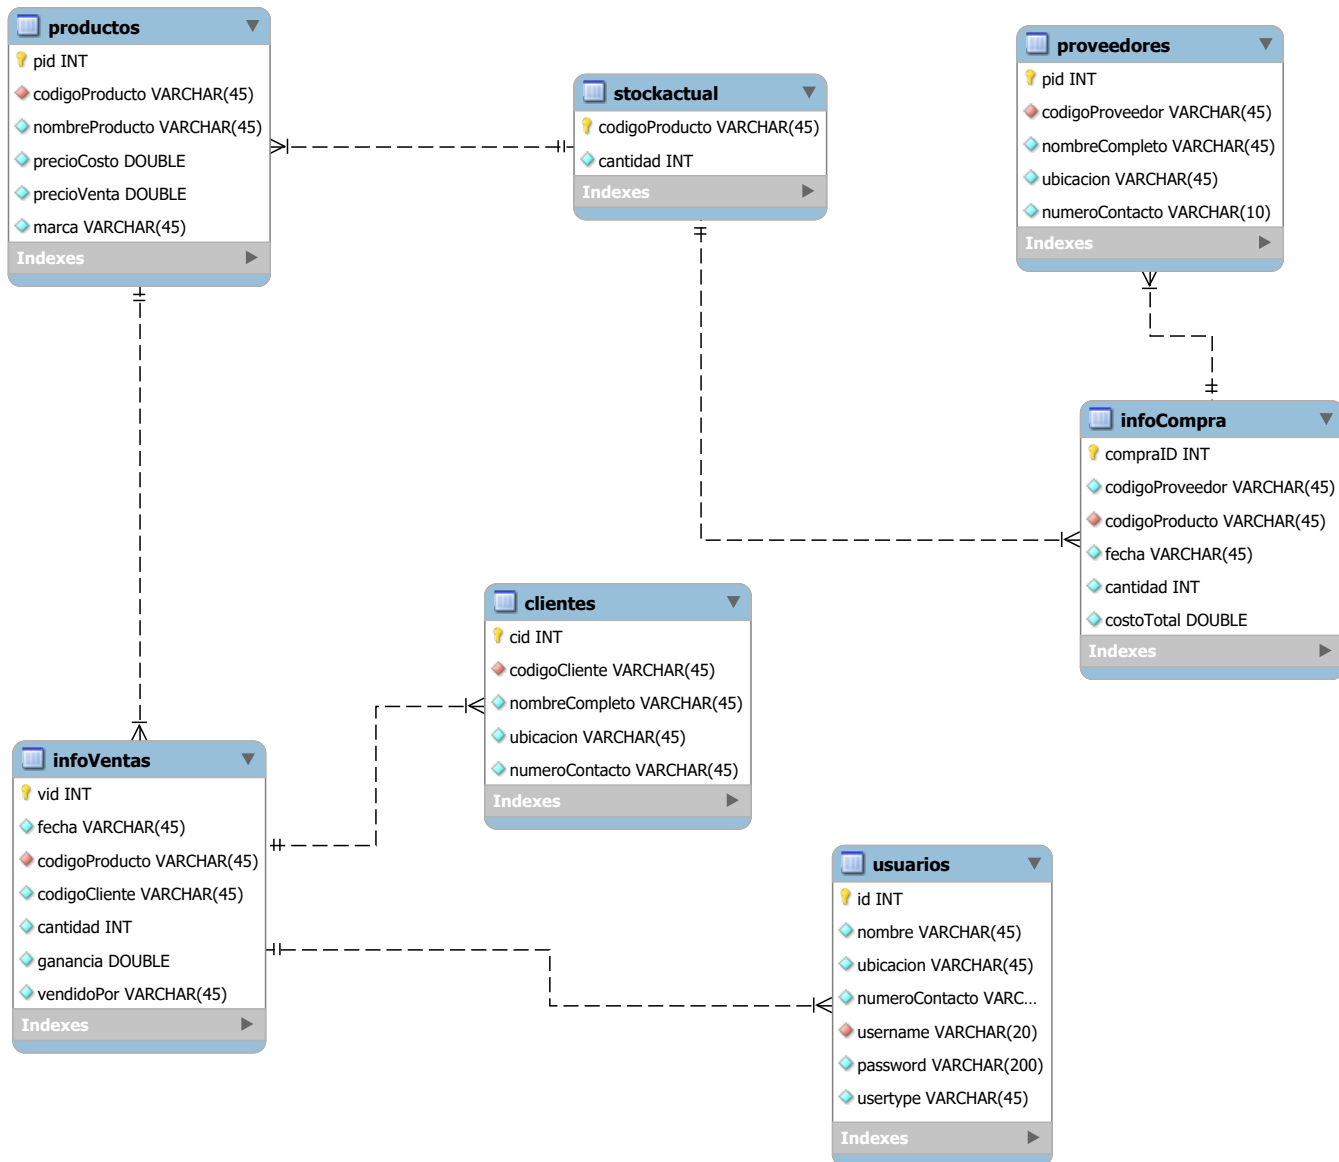 productos
pid INT
codigoProducto VARCHAR(45)
nombreProducto VARCHAR(45)
precioCosto DOUBLE
precioVenta DOUBLE
marca VARCHAR(45)
Indexes
stockactual
codigoProducto VARCHAR(45)
cantidad INT
Indexes
proveedores
pid INT
codigoProveedor VARCHAR(45)
nombreCompleto VARCHAR(45)
ubicacion VARCHAR(45)
numeroContacto VARCHAR(10)
Indexes
infoCompra
compraID INT
codigoProveedor VARCHAR(45)
codigoProducto VARCHAR(45)
fecha VARCHAR(45)
cantidad INT
costoTotal DOUBLE
Indexes
clientes
cid INT
codigoCliente VARCHAR(45)
nombreCompleto VARCHAR(45)
ubicacion VARCHAR(45)
numeroContacto VARCHAR(45)
Indexes
infoVentas
vid INT
fecha VARCHAR(45)
codigoProducto VARCHAR(45)
codigoCliente VARCHAR(45)
cantidad INT
ganancia DOUBLE
vendidoPor VARCHAR(45)
Indexes
usuarios
id INT
nombre VARCHAR(45)
ubicacion VARCHAR(45)
numeroContacto VARC...
username VARCHAR(20)
password VARCHAR(200)
usertype VARCHAR(45)
Indexes